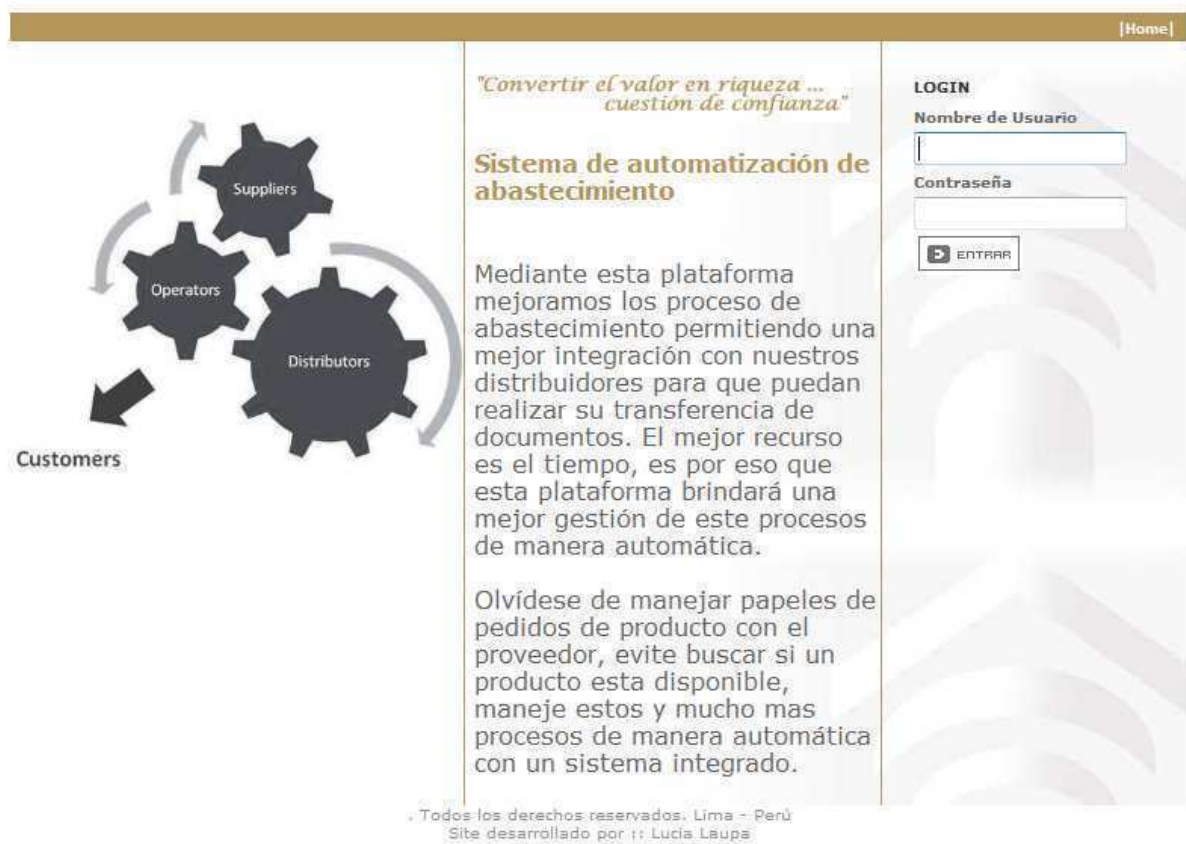 |Home|
Suppliers
Operators
Distributors
Customers
"Convertir el valor en riqueza ...
cuestión de confianza"
Sistema de automatización de
abastecimiento
Mediante esta plataforma
mejoramos los proceso de
abastecimiento permitiendo una
mejor integración con nuestros
distribuidores para que puedan
realizar su transferencia de
documentos. El mejor recurso
es el tiempo, es por eso que
esta plataforma brindará una
mejor gestión de este procesos
de manera automática.
Olvídese de manejar papeles de
pedidos de producto con el
proveedor, evite buscar si un
producto esta disponible,
maneje estos y mucho mas
procesos de manera automática
con un sistema integrado.
LOGIN
Nombre de Usuario
Contraseña
ENTRAR
. Todos los derechos reservados. Lima - Perú
Site desarrollado por :: Lucia Laupa